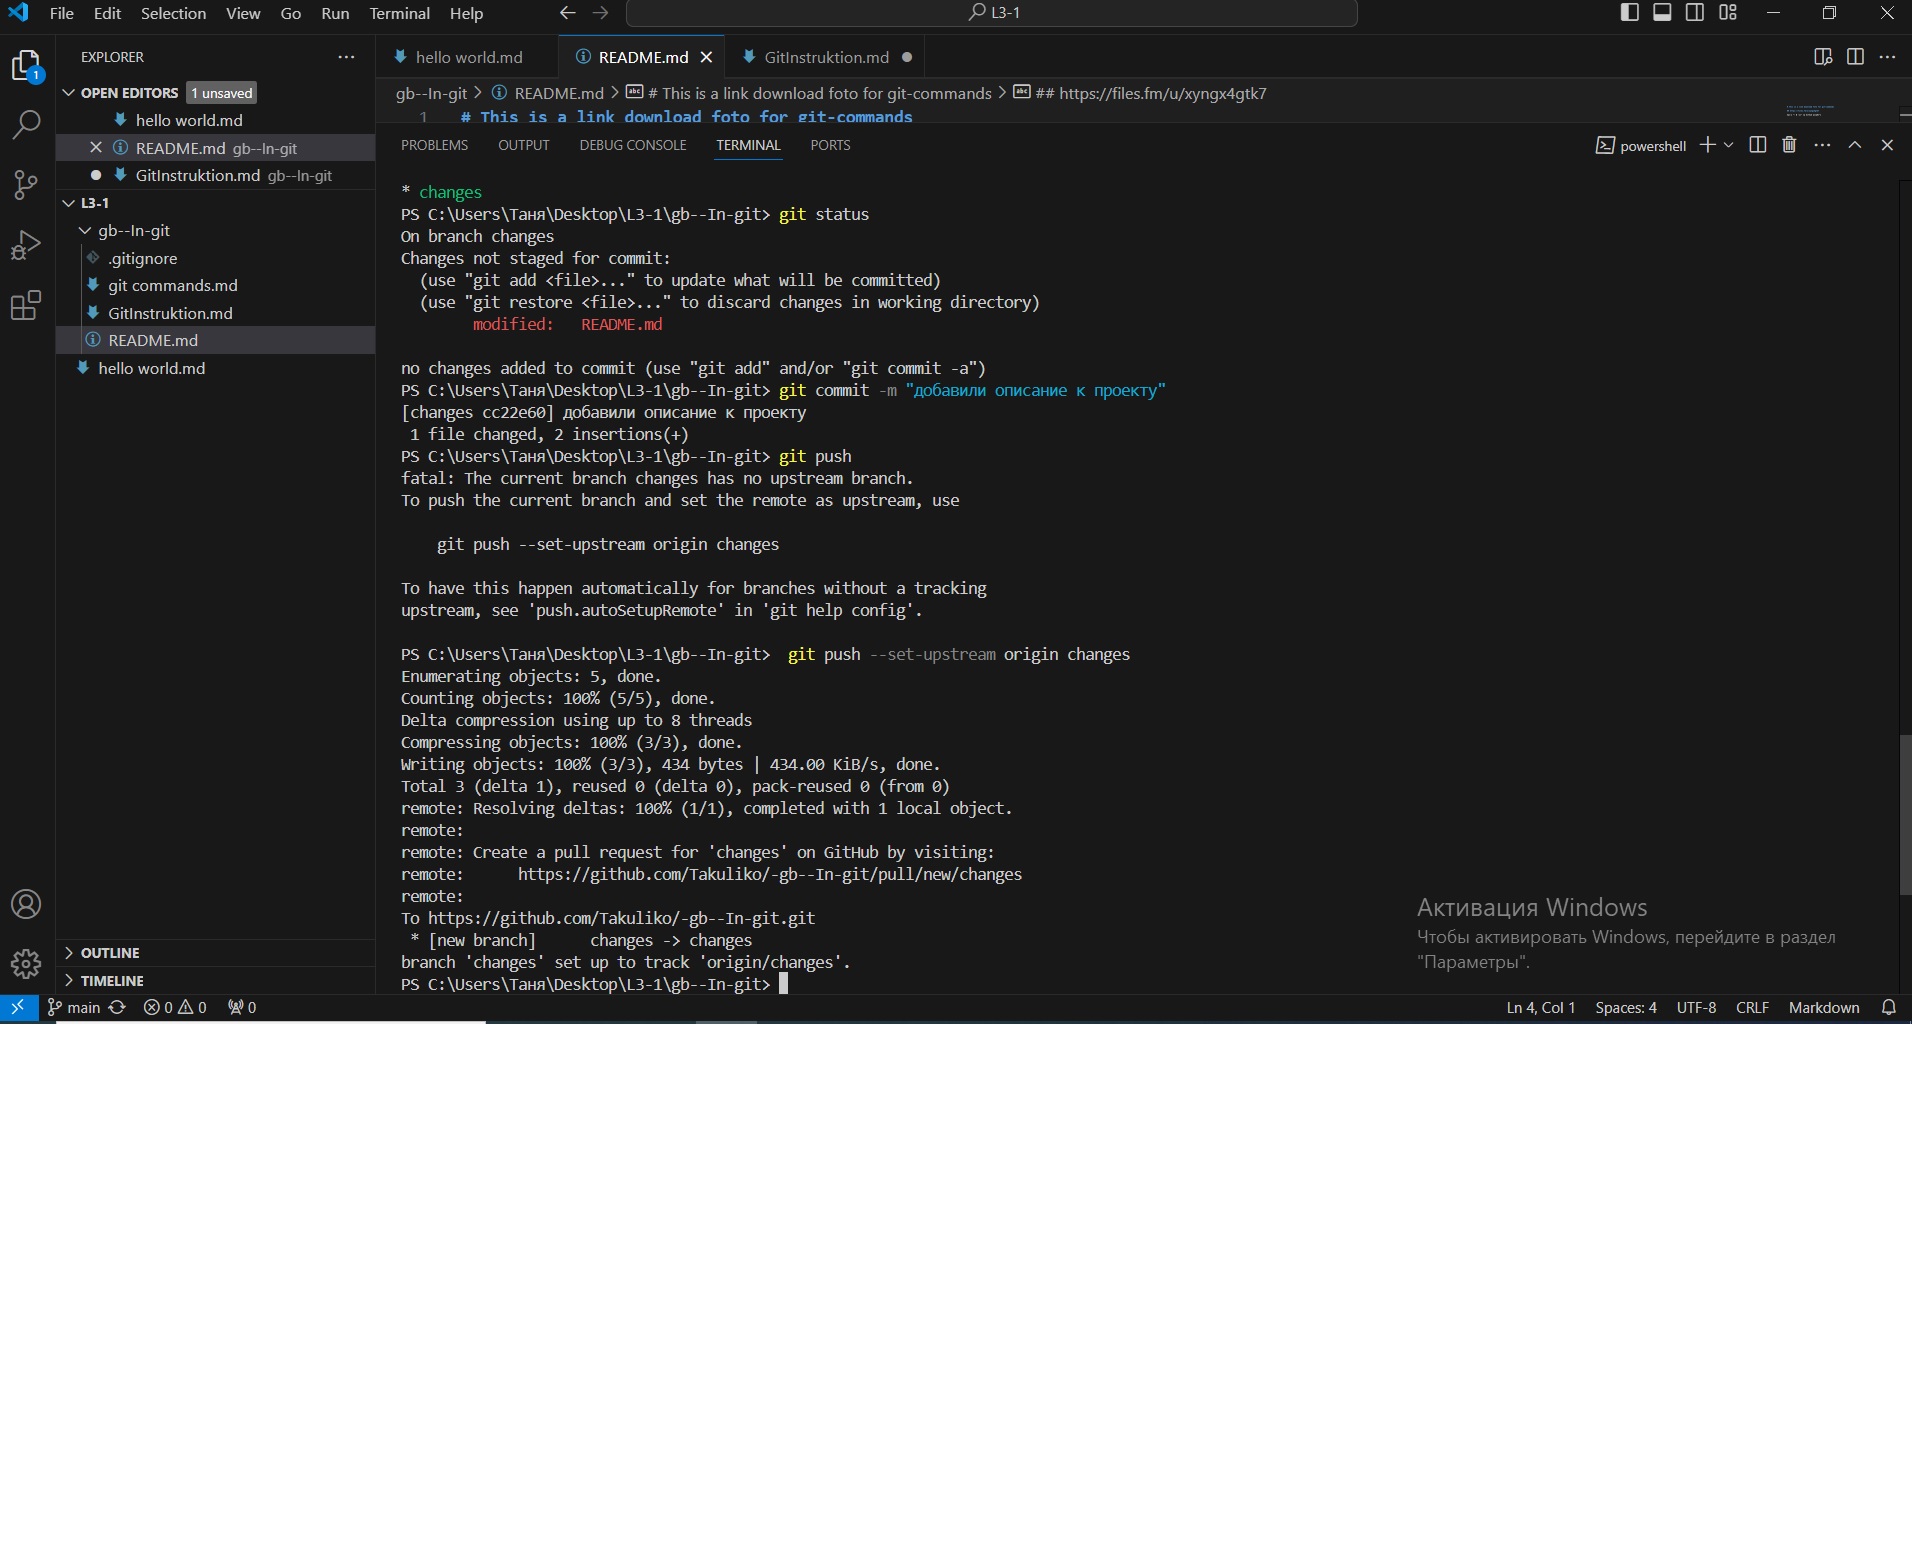 File Edit Selection View Go Run Terminal Help
L3-1
EXPLORER
OPEN EDITORS 1 unsaved
hello world.md
README.md gb--In-git
GitInstruktion.md gb--In-git
L3-1
gb--In-git
.gitignore
git commands.md
GitInstruktion.md
README.md
hello world.md
OUTLINE
TIMELINE
hello world.md README.md GitInstruktion.md
gb--In-git > README.md > # This is a link download foto for git-commands > ## https://files.fm/u/xyngx4gtk7
1 # This is a link download foto for git-commands
PROBLEMS OUTPUT DEBUG CONSOLE TERMINAL PORTS
powershell
* changes
PS C:\Users\Таня\Desktop\L3-1\gb--In-git> git status
On branch changes
Changes not staged for commit:
(use "git add <file>..." to update what will be committed)
(use "git restore <file>..." to discard changes in working directory)
modified: README.md
no changes added to commit (use "git add" and/or "git commit -a")
PS C:\Users\Таня\Desktop\L3-1\gb--In-git> git commit -m "добавили описание к проекту"
[changes cc22e60] добавили описание к проекту
1 file changed, 2 insertions(+)
PS C:\Users\Таня\Desktop\L3-1\gb--In-git> git push
fatal: The current branch changes has no upstream branch.
To push the current branch and set the remote as upstream, use
git push --set-upstream origin changes
To have this happen automatically for branches without a tracking
upstream, see 'push.autoSetupRemote' in 'git help config'.
PS C:\Users\Таня\Desktop\L3-1\gb--In-git> git push --set-upstream origin changes
Enumerating objects: 5, done.
Counting objects: 100% (5/5), done.
Delta compression using up to 8 threads
Compressing objects: 100% (3/3), done.
Writing objects: 100% (3/3), 434 bytes | 434.00 KiB/s, done.
Total 3 (delta 1), reused 0 (delta 0), pack-reused 0 (from 0)
remote: Resolving deltas: 100% (1/1), completed with 1 local object.
remote:
remote: Create a pull request for 'changes' on GitHub by visiting:
remote: https://github.com/Takuliko/-gb--In-git/pull/new/changes
remote:
To https://github.com/Takuliko/-gb--In-git.git
* [new branch] changes -> changes
branch 'changes' set up to track 'origin/changes'.
PS C:\Users\Таня\Desktop\L3-1\gb--In-git>
Активация Windows
Чтобы активировать Windows, перейдите в раздел
"Параметры".
1
main 0 0 0
Ln 4, Col 1 Spaces: 4 UTF-8 CRLF Markdown